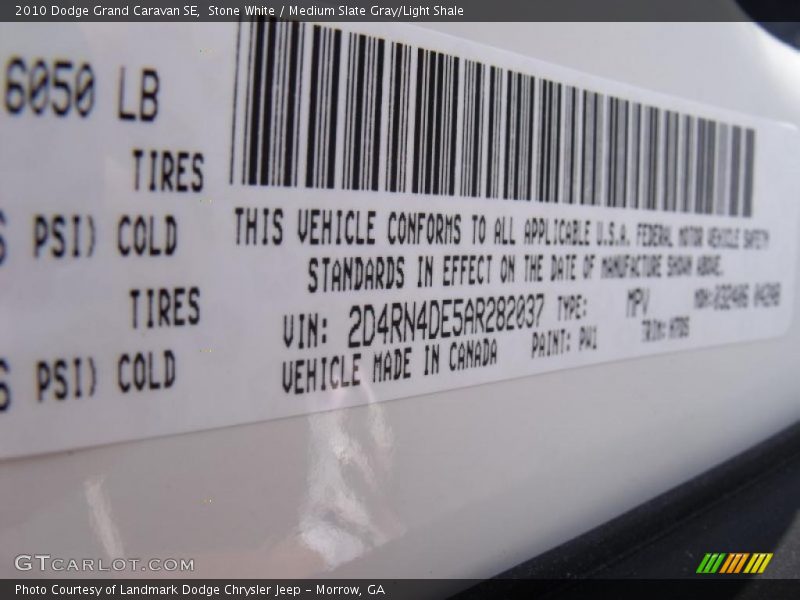 2010 Dodge Grand Caravan SE,  Stone White / Medium Slate Gray/Light Shale
6050 LB
TIRES
PSI) COLD
TIRES
PSI) COLD
THIS VEHICLE CONFORMS TO ALL APPLICABLE U.S.A. FEDERAL MOTOR VEHICLE SAFETY
STANDARDS IN EFFECT ON THE DATE OF MANUFACTURE SHOWN ABOVE.
VIN: 2D4RN4DE5AR282037 TYPE: MPV
VEHICLE MADE IN CANADA PAINT: PW1 TRIM:
GTCARLOT.COM
Photo Courtesy of Landmark Dodge Chrysler Jeep - Morrow, GA